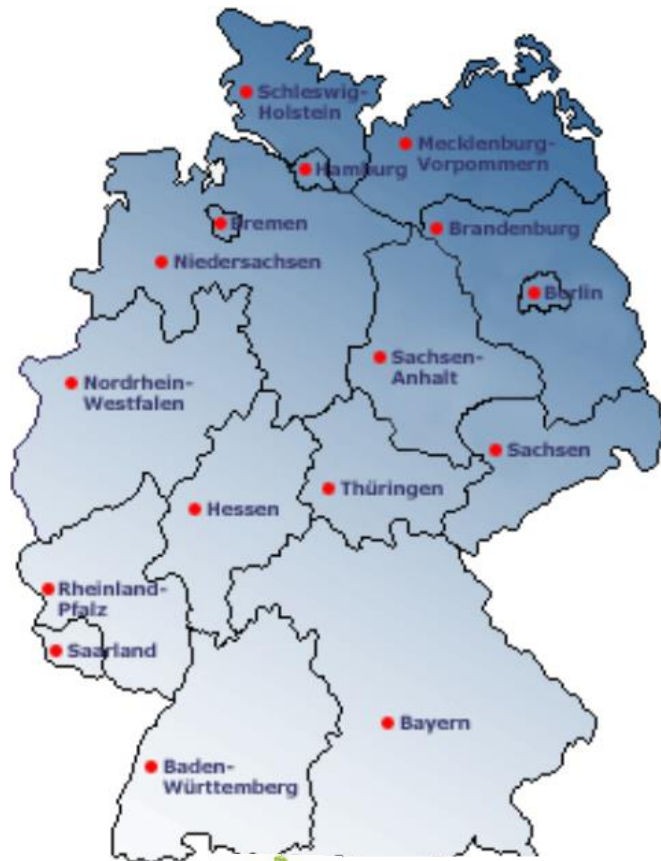 Schleswig-
Holstein
Mecklenburg-
Vorpommern
Hamburg
Bremen
Brandenburg
Niedersachsen
Berlin
Sachsen-
Anhalt
Nordrhein-
Westfalen
Sachsen
Thüringen
Hessen
Rheinland-
Pfalz
Saarland
Bayern
Baden-
Württemberg